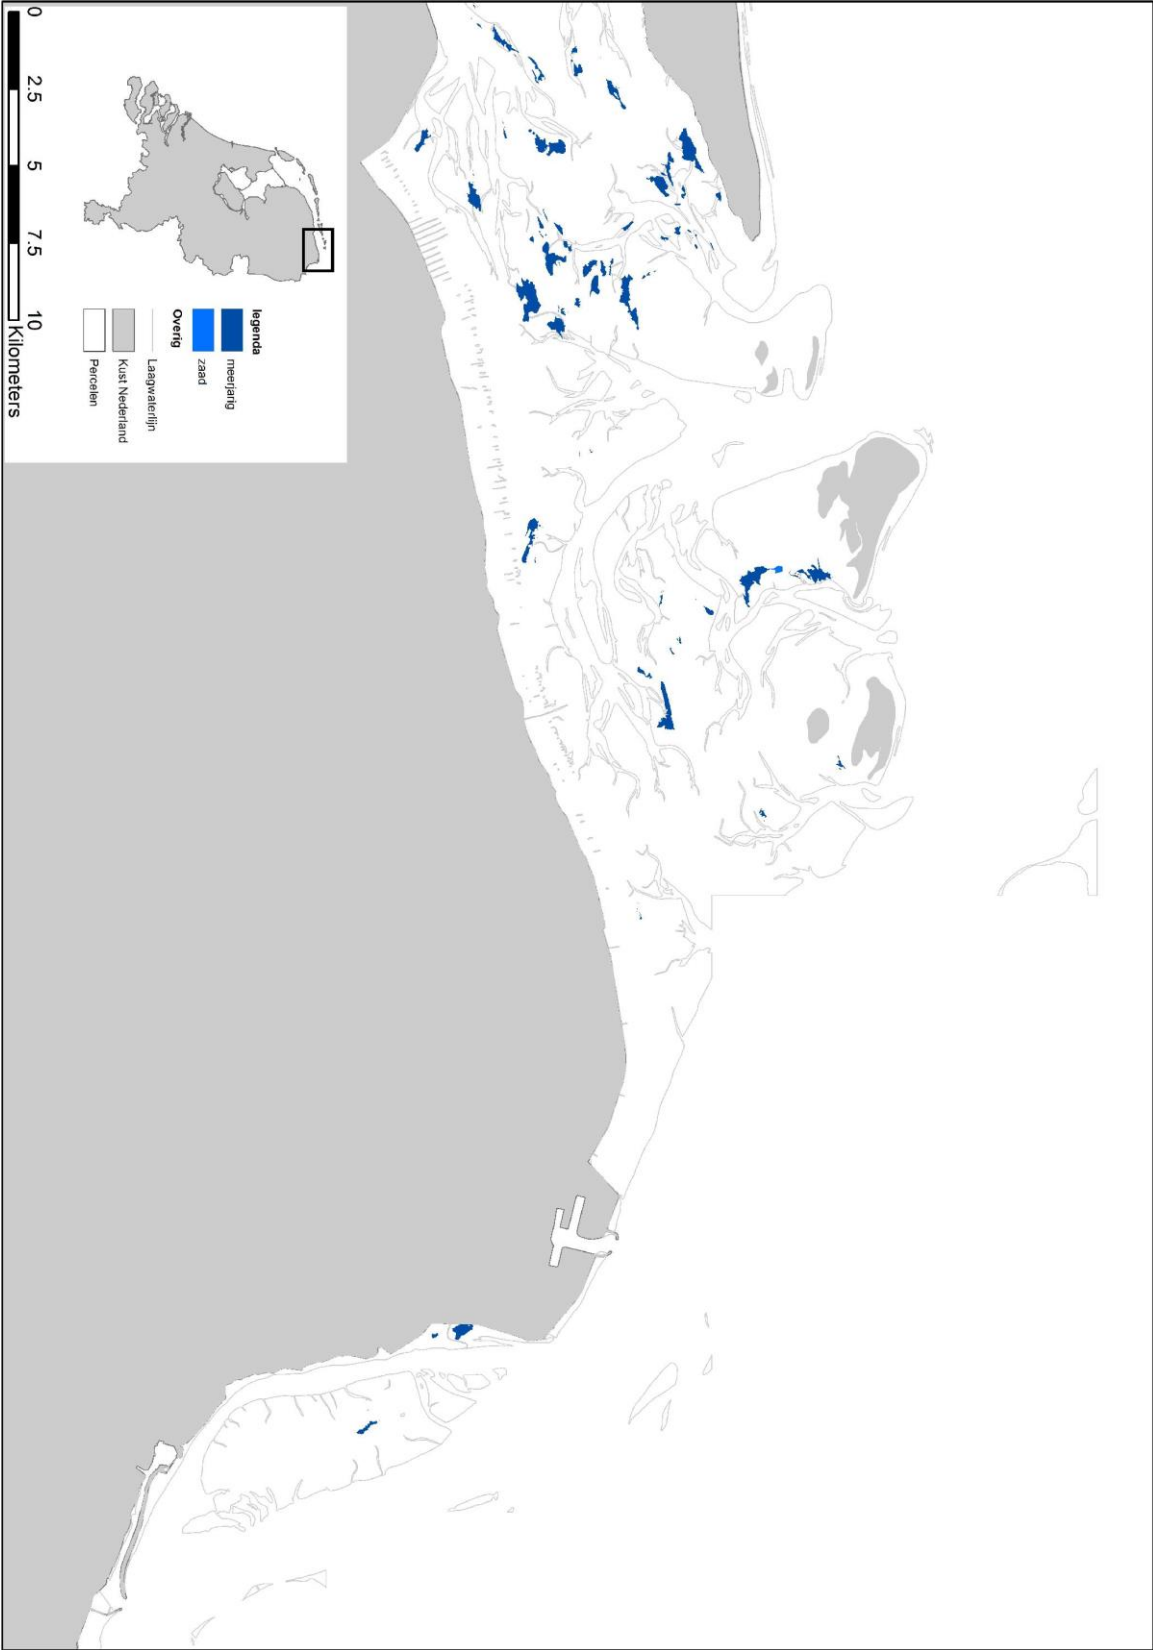 legenda
meerjarig
zaad
Overig
Laagwaterlijn
Kust Nederland
Percelen
0 2.5 5 7.5 10
Kilometers